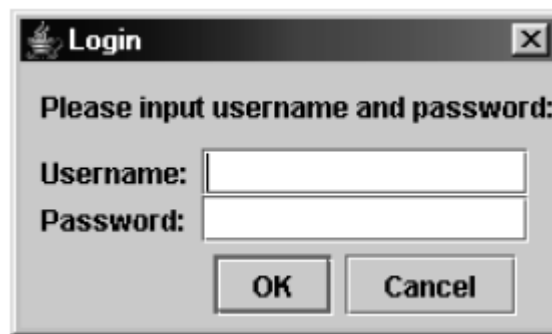 Login
Please input username and password:
Username:
Password:
OK Cancel